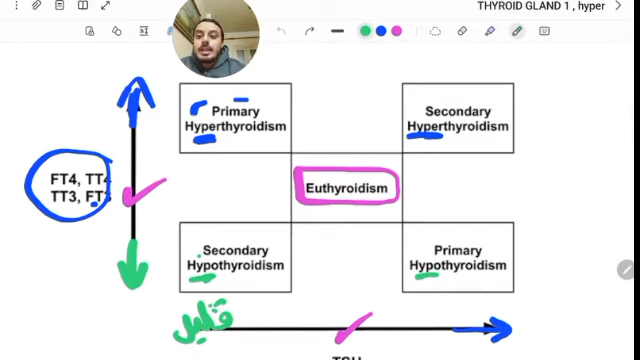 THYROID GLAND 1 , hyper
Primary
Hyperthyroidism
Secondary
Hyperthyroidism
FT4, TT4
TT3, FT3
Euthyroidism
Secondary
Hypothyroidism
Primary
Hypothyroidism
قليل
TSH